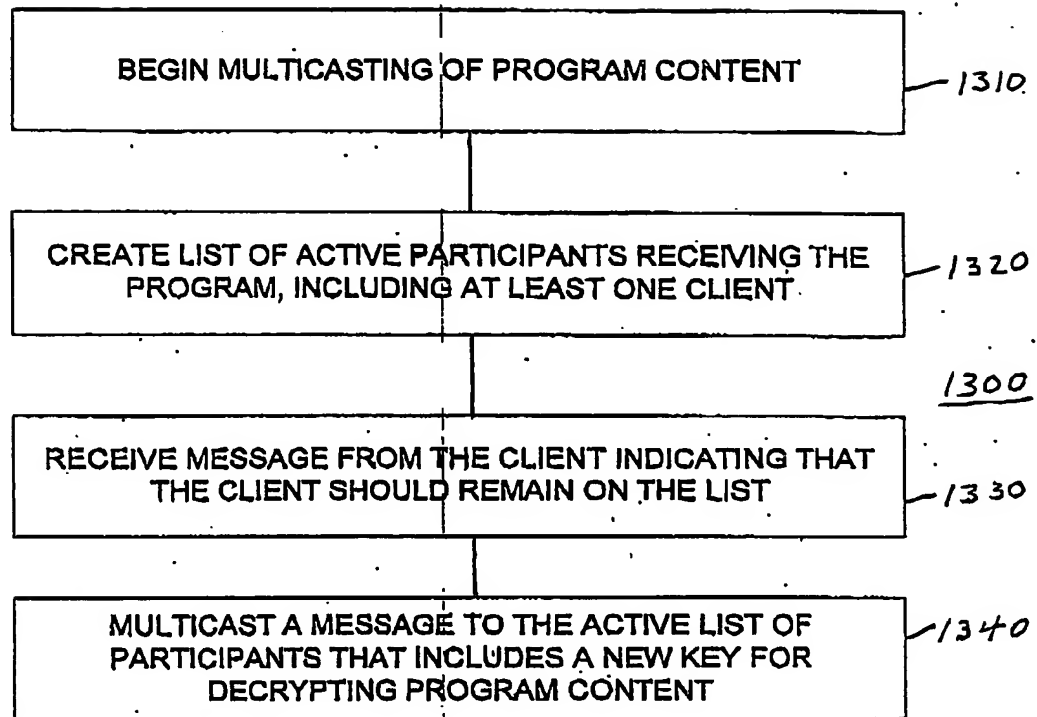 BEGIN MULTICASTING OF PROGRAM CONTENT
1310
CREATE LIST OF ACTIVE PARTICIPANTS RECEIVING THE
PROGRAM, INCLUDING AT LEAST ONE CLIENT
1320
1300
RECEIVE MESSAGE FROM THE CLIENT INDICATING THAT
THE CLIENT SHOULD REMAIN ON THE LIST
1330
MULTICAST A MESSAGE TO THE ACTIVE LIST OF
PARTICIPANTS THAT INCLUDES A NEW KEY FOR
DECRYPTING PROGRAM CONTENT
1340